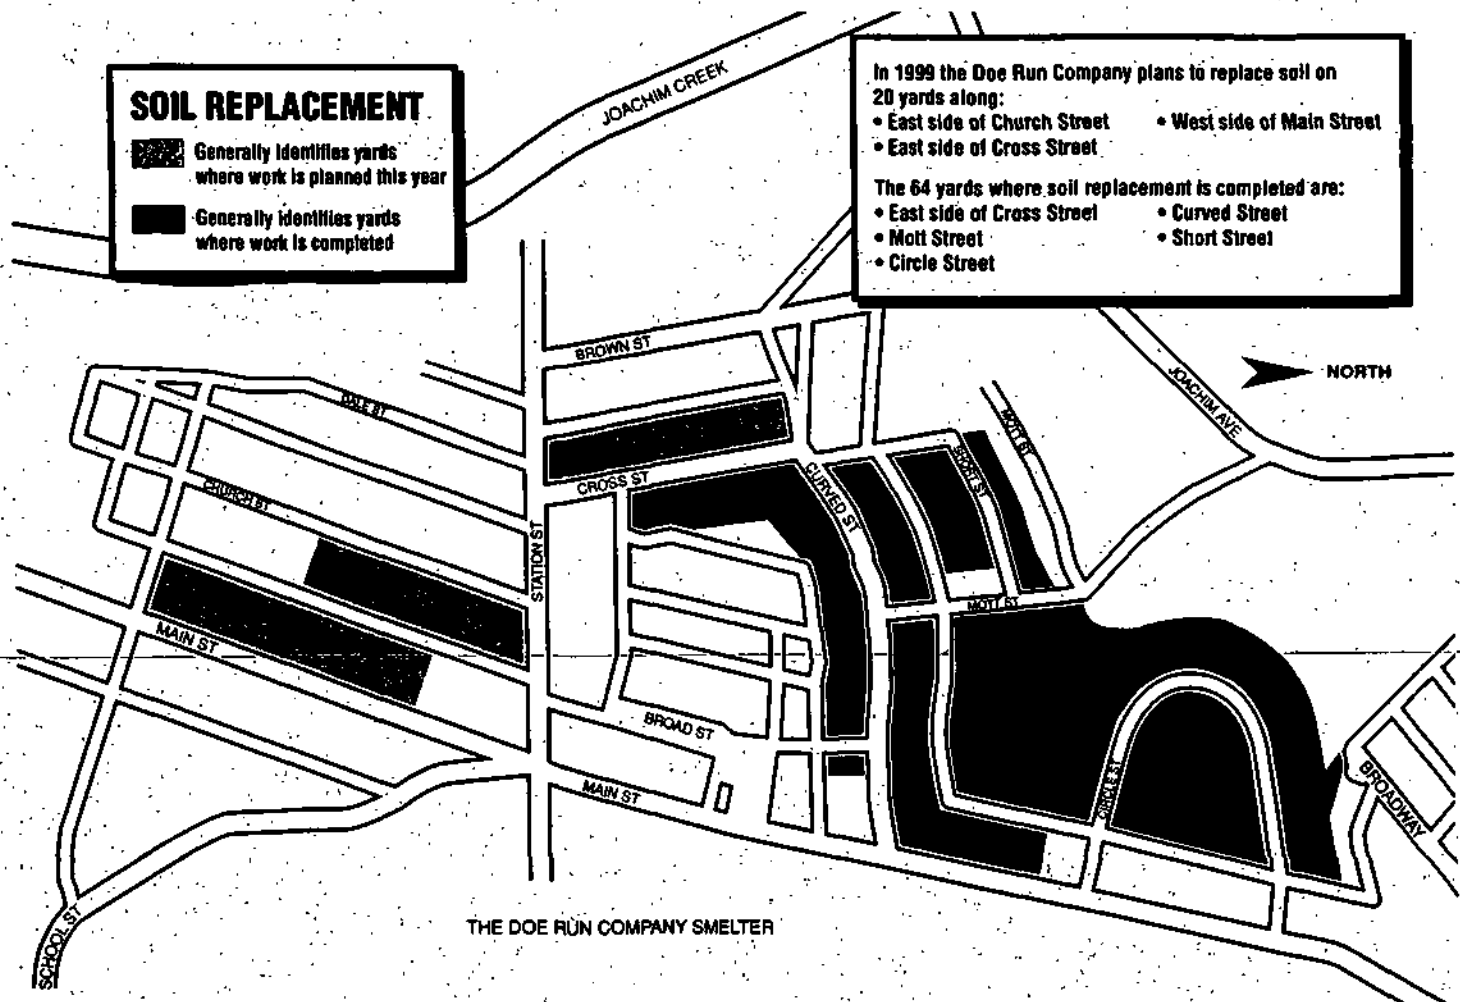 SOIL REPLACEMENT
Generally identifies yards
where work is planned this year
Generally identifies yards
where work is completed
In 1999 the Doe Run Company plans to replace soil on
20 yards along:
• East side of Church Street
• West side of Main Street
• East side of Cross Street
The 64 yards where soil replacement is completed are:
• East side of Cross Street
• Curved Street
• Mott Street
• Short Street
• Circle Street
JOACHIM CREEK
BROWN ST
NORTH
JOACHIM AVE
DALE ST
MOTT ST
SHORT ST
CROSS ST
CURVED ST
CHURCH ST
STATION ST
MOTT ST
MAIN ST
BROAD ST
CIRCLE ST
BROADWAY
MAIN ST
THE DOE RUN COMPANY SMELTER
SCHOOL ST